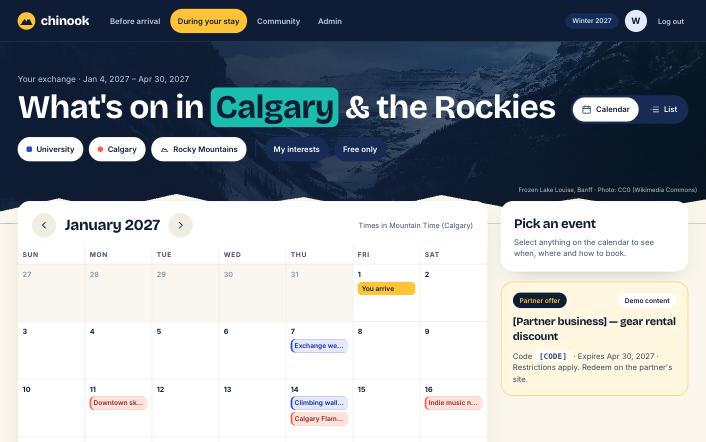 chinook
Before arrival
During your stay
Community
Admin
Winter 2027
W
Log out
Your exchange · Jan 4, 2027 – Apr 30, 2027
What's on in Calgary & the Rockies
Calendar
List
University
Calgary
Rocky Mountains
My interests
Free only
Frozen Lake Louise, Banff · Photo: CC0 (Wikimedia Commons)
January 2027
Times in Mountain Time (Calgary)
SUN MON TUE WED THU FRI SAT
27 28 29 30 31 1 2
You arrive
3 4 5 6 7 8 9
Exchange we...
10 11 12 13 14 15 16
Downtown sk... Climbing wall... Indie music n...
Calgary Flam...
Pick an event
Select anything on the calendar to see
when, where and how to book.
Partner offer
Demo content
[Partner business] — gear rental
discount
Code [CODE] · Expires Apr 30, 2027 ·
Restrictions apply. Redeem on the partner's
site.